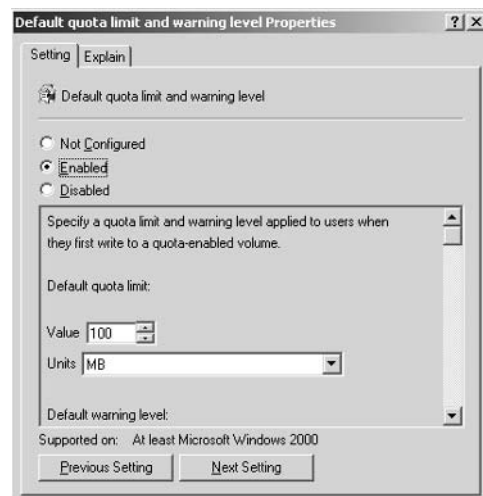 Default quota limit and warning level Properties
Setting
Explain
Default quota limit and warning level
Not Configured
Enabled
Disabled
Specify a quota limit and warning level applied to users when
they first write to a quota-enabled volume.
Default quota limit:
Value 100
Units MB
Default warning level:
Supported on: At least Microsoft Windows 2000
Previous Setting
Next Setting